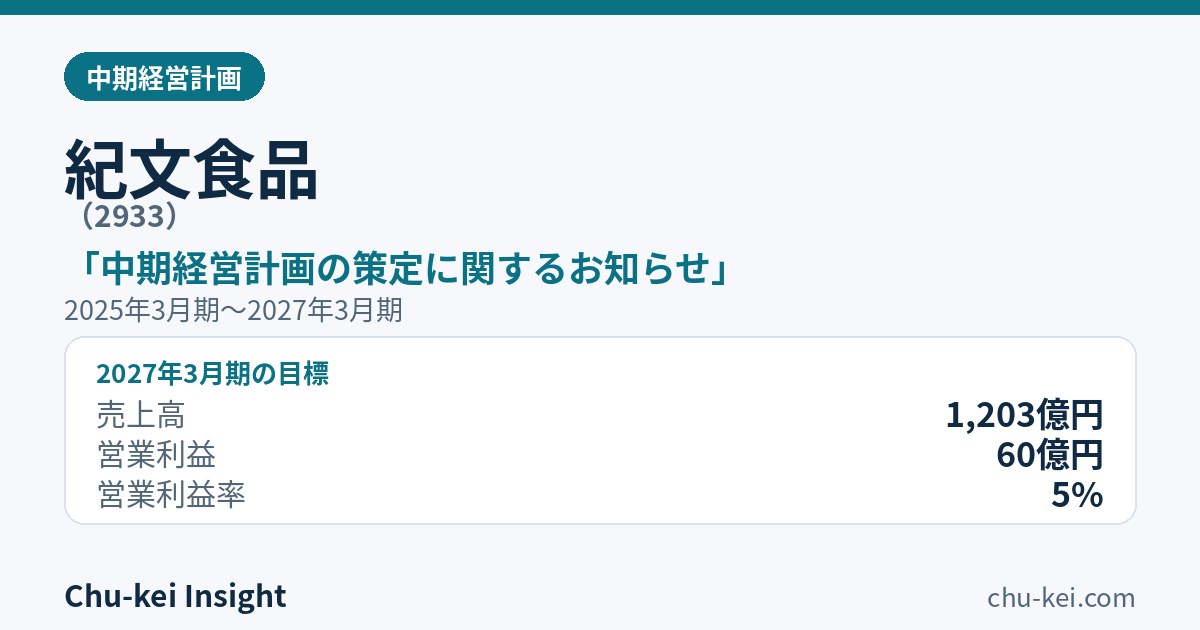 中期経営計画
紀文食品
（2933）
「中期経営計画の策定に関するお知らせ」
2025年3月期～2027年3月期
2027年3月期の目標
売上高 1,203億円
営業利益 60億円
営業利益率 5%
Chu-kei Insight chu-kei.com